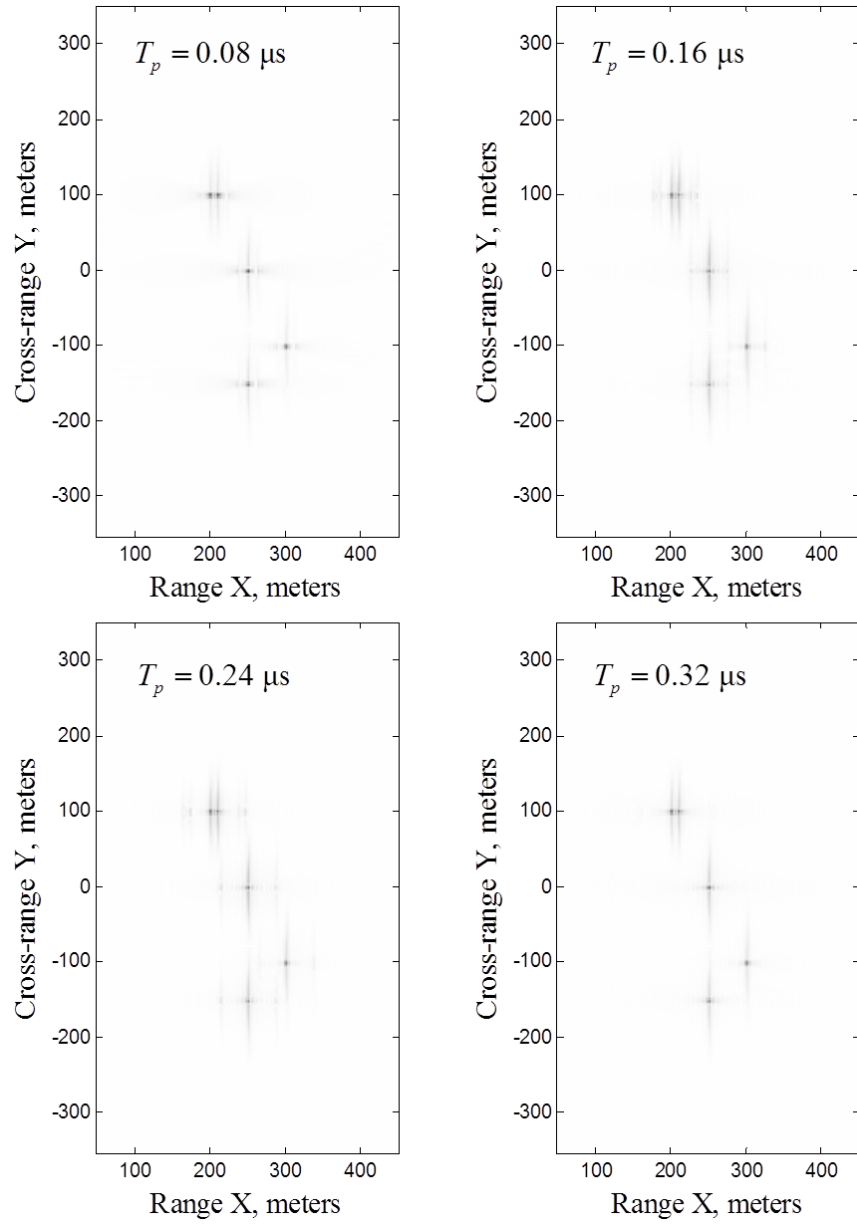 T_p = 0.08 μs
300
200
100
0
-100
-200
-300
Cross-range Y, meters
100 200 300 400
Range X, meters
T_p = 0.16 μs
300
200
100
0
-100
-200
-300
Cross-range Y, meters
100 200 300 400
Range X, meters
T_p = 0.24 μs
300
200
100
0
-100
-200
-300
Cross-range Y, meters
100 200 300 400
Range X, meters
T_p = 0.32 μs
300
200
100
0
-100
-200
-300
Cross-range Y, meters
100 200 300 400
Range X, meters